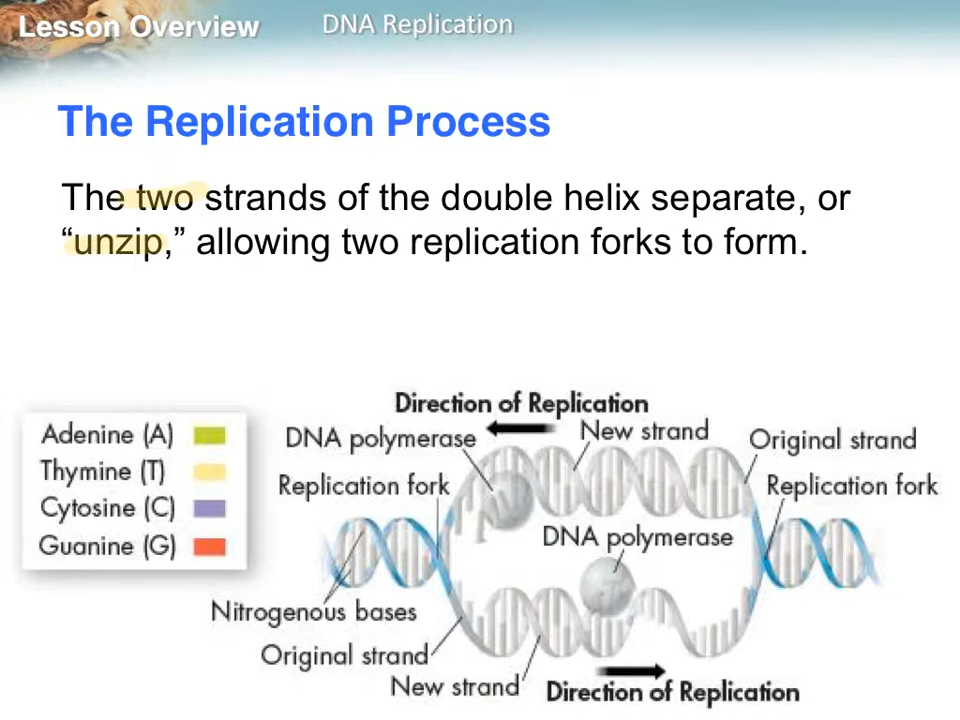 Lesson Overview DNA Replication
The Replication Process
The two strands of the double helix separate, or
“unzip,” allowing two replication forks to form.
Adenine (A)
Thymine (T)
Cytosine (C)
Guanine (G)
Direction of Replication
DNA polymerase
New strand
Original strand
Replication fork
Replication fork
DNA polymerase
Nitrogenous bases
Original strand
New strand
Direction of Replication